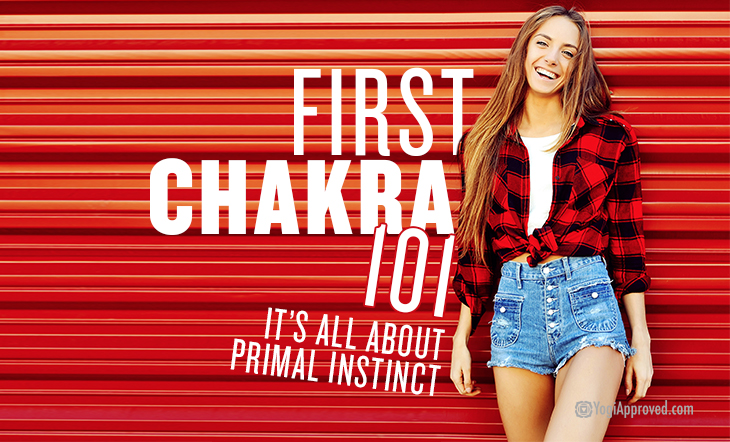 FIRST
CHAKRA
101
IT'S ALL ABOUT
PRIMAL INSTINCT
YogiApproved.com